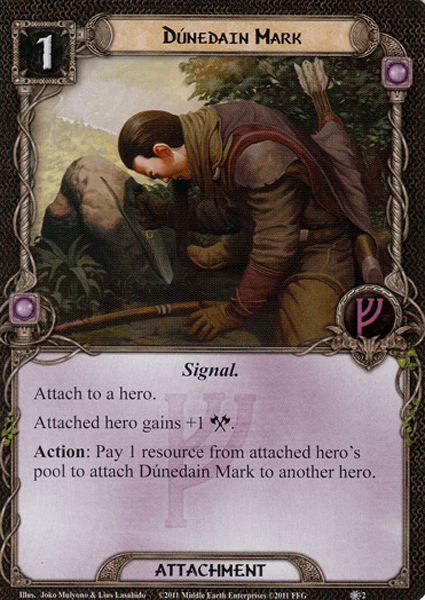 1
DÚNEDAIN MARK
Signal.
Attach to a hero.
Attached hero gains +1 .
Action: Pay 1 resource from attached hero's
pool to attach Dúnedain Mark to another hero.
ATTACHMENT
Illus. Joko Mulyono & Lius Lasahido ©2011 Middle Earth Enterprises ©2011 FFG 2